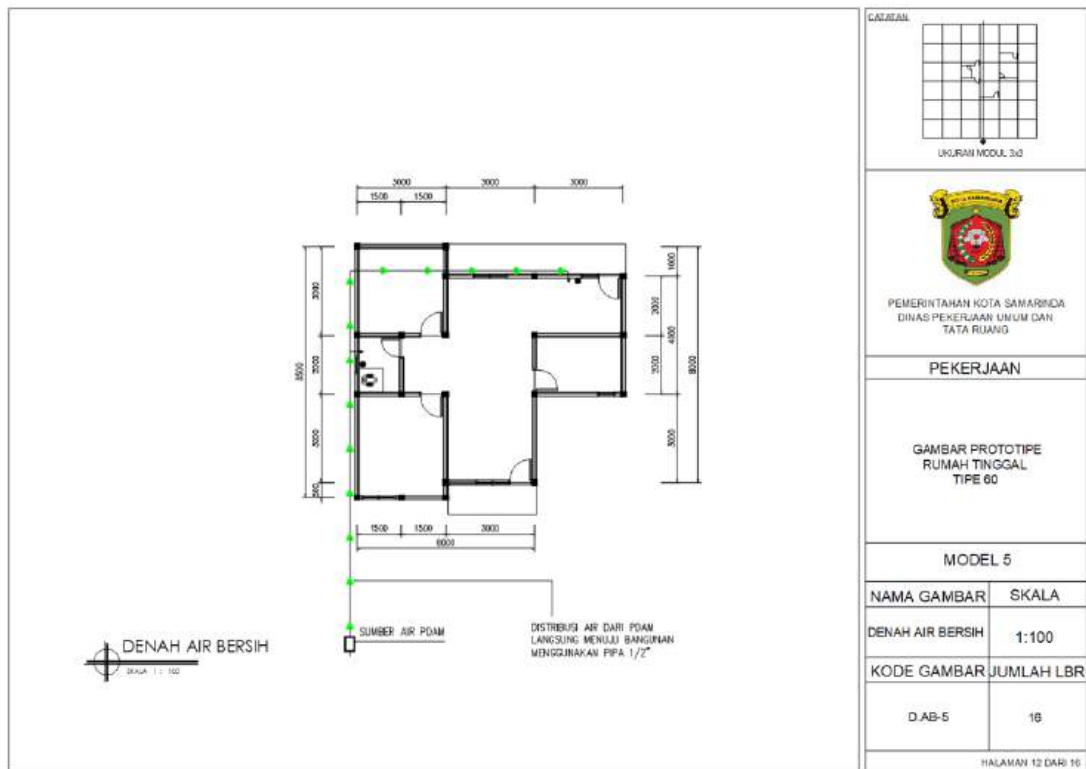 CATATAN
UKURAN MODUL 3x3
KOTA SAMARINDA
PEMERINTAHAN KOTA SAMARINDA
DINAS PEKERJAAN UMUM DAN
TATA RUANG
PEKERJAAN
GAMBAR PROTOTIPE
RUMAH TINGGAL
TIPE 60
MODEL 5
NAMA GAMBAR
SKALA
DENAH AIR BERSIH
1:100
KODE GAMBAR
JUMLAH LBR
D.AB-5
16
HALAMAN 12 DARI 16
3000
3000
3000
1500
1500
3000
2000
3000
500
8500
1000
2000
4000
2000
3000
8000
1500
1500
3000
6000
SUMBER AIR PDAM
DISTRIBUSI AIR DARI PDAM
LANGSUNG MENUJU BANGUNAN
MENGGUNAKAN PIPA 1/2"
DENAH AIR BERSIH
SKALA 1 : 100